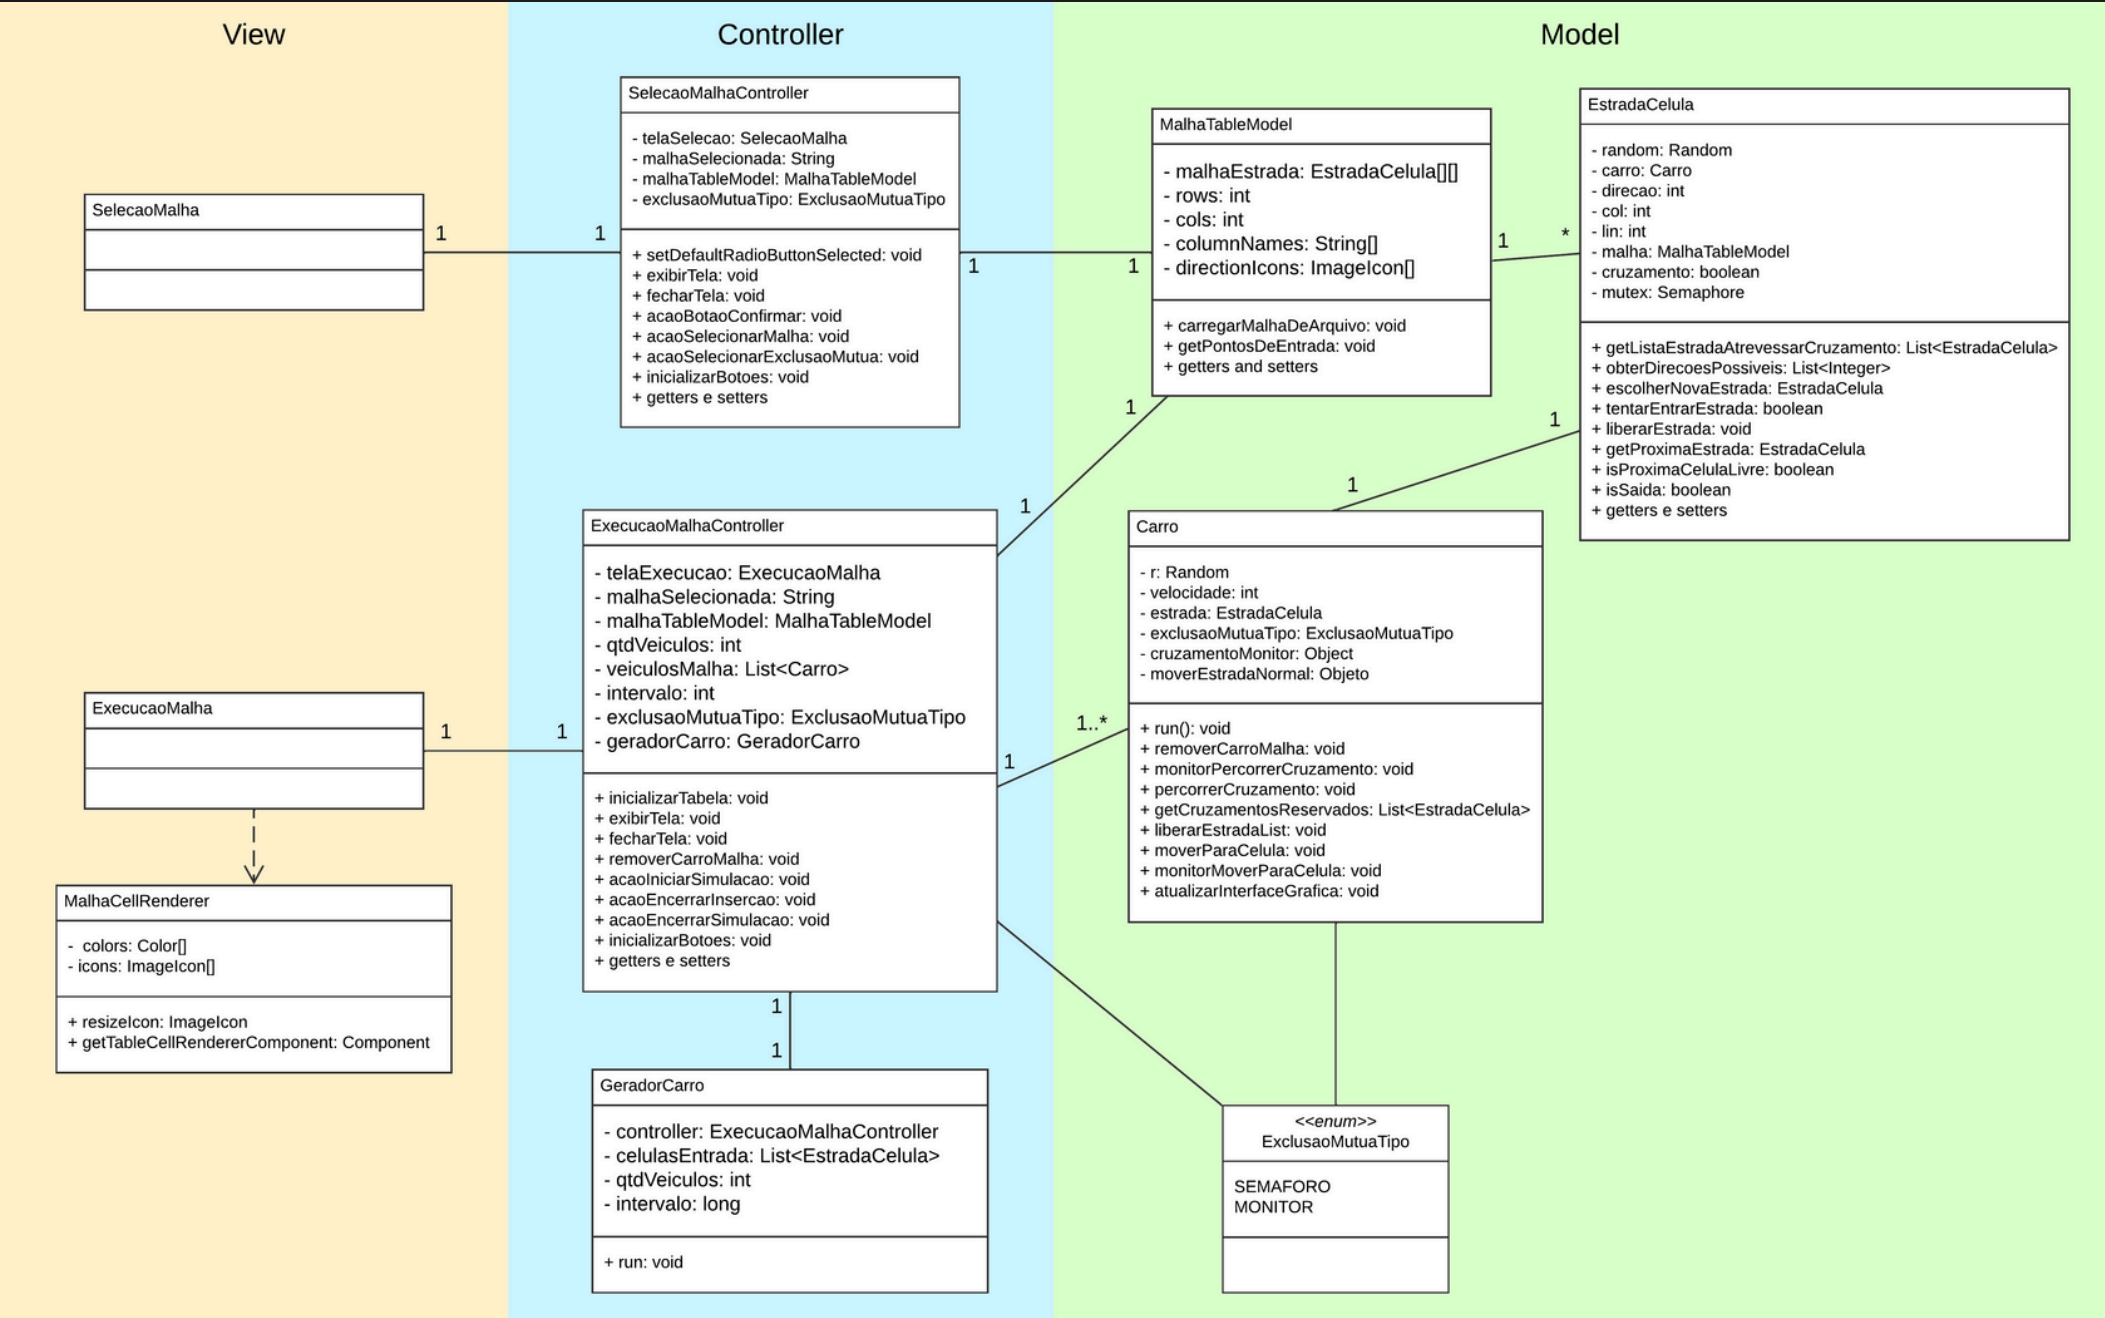 View
Controller
Model
SelecaoMalha
1
1
SelecaoMalhaController
- telaSelecao: SelecaoMalha
- malhaSelecionada: String
- malhaTableModel: MalhaTableModel
- exclusaoMutuaTipo: ExclusaoMutuaTipo
+ setDefaultRadioButtonSelected: void
+ exibirTela: void
+ fecharTela: void
+ acaoBotaoConfirmar: void
+ acaoSelecionarMalha: void
+ acaoSelecionarExclusaoMutua: void
+ inicializarBotoes: void
+ getters e setters
1
1
MalhaTableModel
- malhaEstrada: EstradaCelula[][]
- rows: int
- cols: int
- columnNames: String[]
- directionIcons: ImageIcon[]
+ carregarMalhaDeArquivo: void
+ getPontosDeEntrada: void
+ getters and setters
1
*
EstradaCelula
- random: Random
- carro: Carro
- direcao: int
- col: int
- lin: int
- malha: MalhaTableModel
- cruzamento: boolean
- mutex: Semaphore
+ getListaEstradaAtrevessarCruzamento: List<EstradaCelula>
+ obterDirecoesPossiveis: List<Integer>
+ escolherNovaEstrada: EstradaCelula
+ tentarEntrarEstrada: boolean
+ liberarEstrada: void
+ getProximaEstrada: EstradaCelula
+ isProximaCelulaLivre: boolean
+ isSaida: boolean
+ getters e setters
1
1
1
1
ExecucaoMalha
1
1
ExecucaoMalhaController
- telaExecucao: ExecucaoMalha
- malhaSelecionada: String
- malhaTableModel: MalhaTableModel
- qtdVeiculos: int
- veiculosMalha: List<Carro>
- intervalo: int
- exclusaoMutuaTipo: ExclusaoMutuaTipo
- geradorCarro: GeradorCarro
+ inicializarTabela: void
+ exibirTela: void
+ fecharTela: void
+ removerCarroMalha: void
+ acaoIniciarSimulacao: void
+ acaoEncerrarInsercao: void
+ acaoEncerrarSimulacao: void
+ inicializarBotoes: void
+ getters e setters
1
1..*
Carro
- r: Random
- velocidade: int
- estrada: EstradaCelula
- exclusaoMutuaTipo: ExclusaoMutuaTipo
- cruzamentoMonitor: Object
- moverEstradaNormal: Objeto
+ run(): void
+ removerCarroMalha: void
+ monitorPercorrerCruzamento: void
+ percorrerCruzamento: void
+ getCruzamentosReservados: List<EstradaCelula>
+ liberarEstradaList: void
+ moverParaCelula: void
+ monitorMoverParaCelula: void
+ atualizarInterfaceGrafica: void
MalhaCellRenderer
- colors: Color[]
- icons: ImageIcon[]
+ resizeIcon: ImageIcon
+ getTableCellRendererComponent: Component
1
1
GeradorCarro
- controller: ExecucaoMalhaController
- celulasEntrada: List<EstradaCelula>
- qtdVeiculos: int
- intervalo: long
+ run: void
<<enum>>
ExclusaoMutuaTipo
SEMAFORO
MONITOR